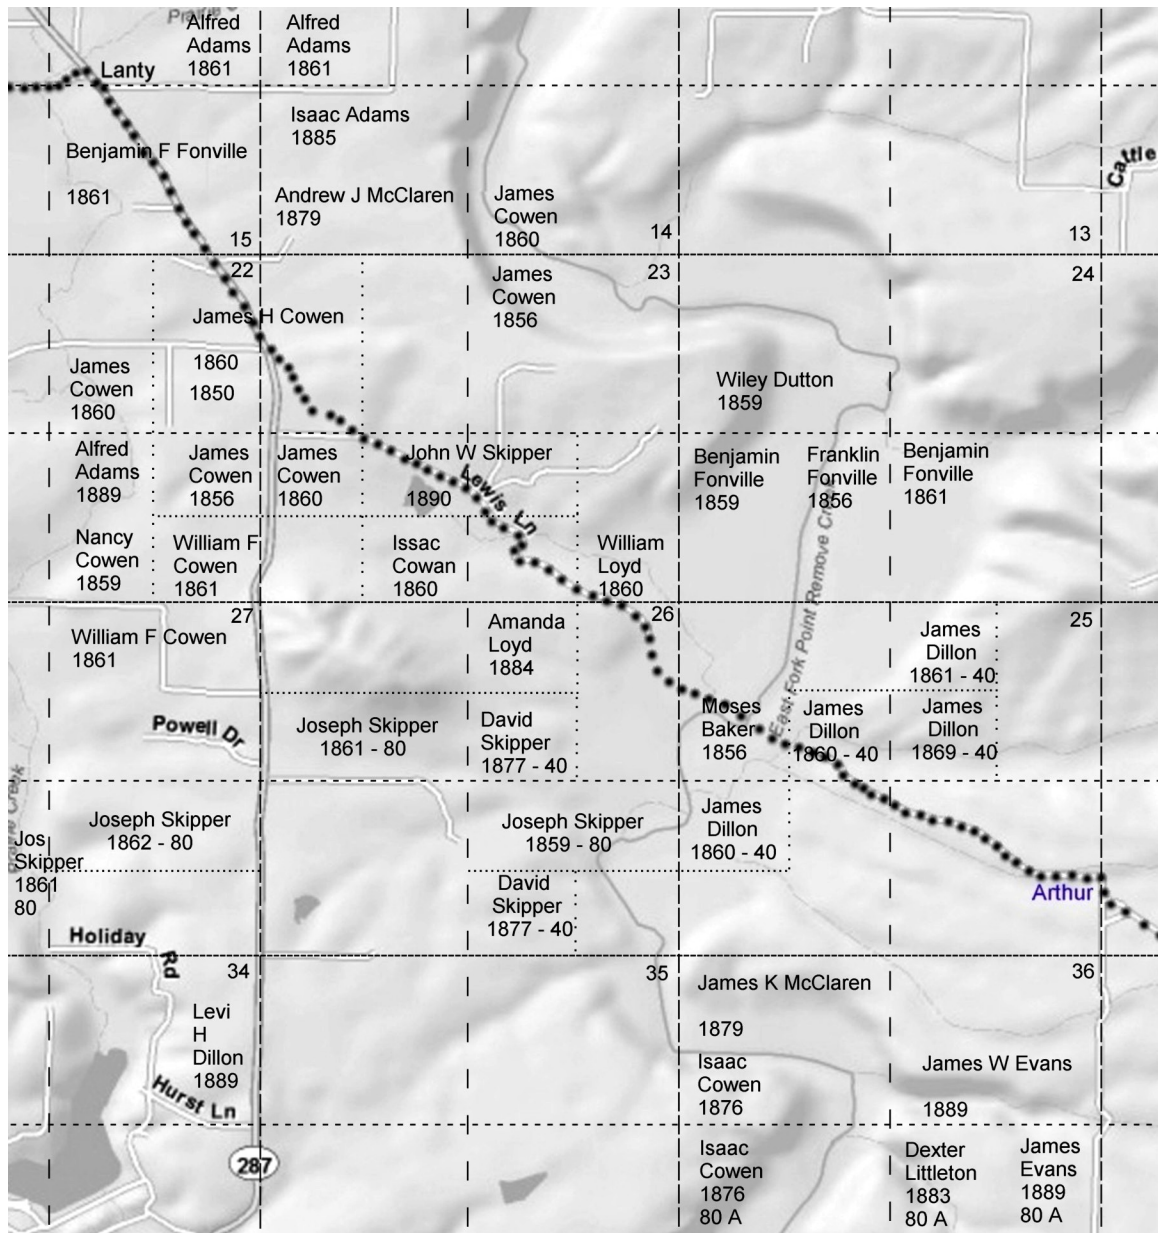 Prairie
Alfred
Adams
1861
Alfred
Adams
1861
Lanty
Isaac Adams
1885
Benjamin F Fonville
1861
Cattle
Andrew J McClaren
1879
James
Cowen
1860
15
14
13
22
23
24
James
Cowen
1856
James H Cowen
1860
1850
James
Cowen
1860
Wiley Dutton
1859
Alfred
Adams
1889
James
Cowen
1856
James
Cowen
1860
John W Skipper
1890
Lewis Ln
Benjamin
Fonville
1859
Franklin
Fonville
1856
Benjamin
Fonville
1861
Nancy
Cowen
1859
William F
Cowen
1861
Issac
Cowan
1860
William
Loyd
1860
East Fork Point Remove Creek
27
26
25
William F Cowen
1861
Amanda
Loyd
1884
James
Dillon
1861 - 40
Powell Dr
Joseph Skipper
1861 - 80
David
Skipper
1877 - 40
Moses
Baker
1856
James
Dillon
1860 - 40
James
Dillon
1869 - 40
Creek
Jos
Skipper
1861
80
Joseph Skipper
1862 - 80
Joseph Skipper
1859 - 80
James
Dillon
1860 - 40
David
Skipper
1877 - 40
Arthur
Holiday Rd
34
35
36
Levi
H
Dillon
1889
James K McClaren
1879
Isaac
Cowen
1876
James W Evans
1889
Hurst Ln
287
Isaac
Cowen
1876
80 A
Dexter
Littleton
1883
80 A
James
Evans
1889
80 A